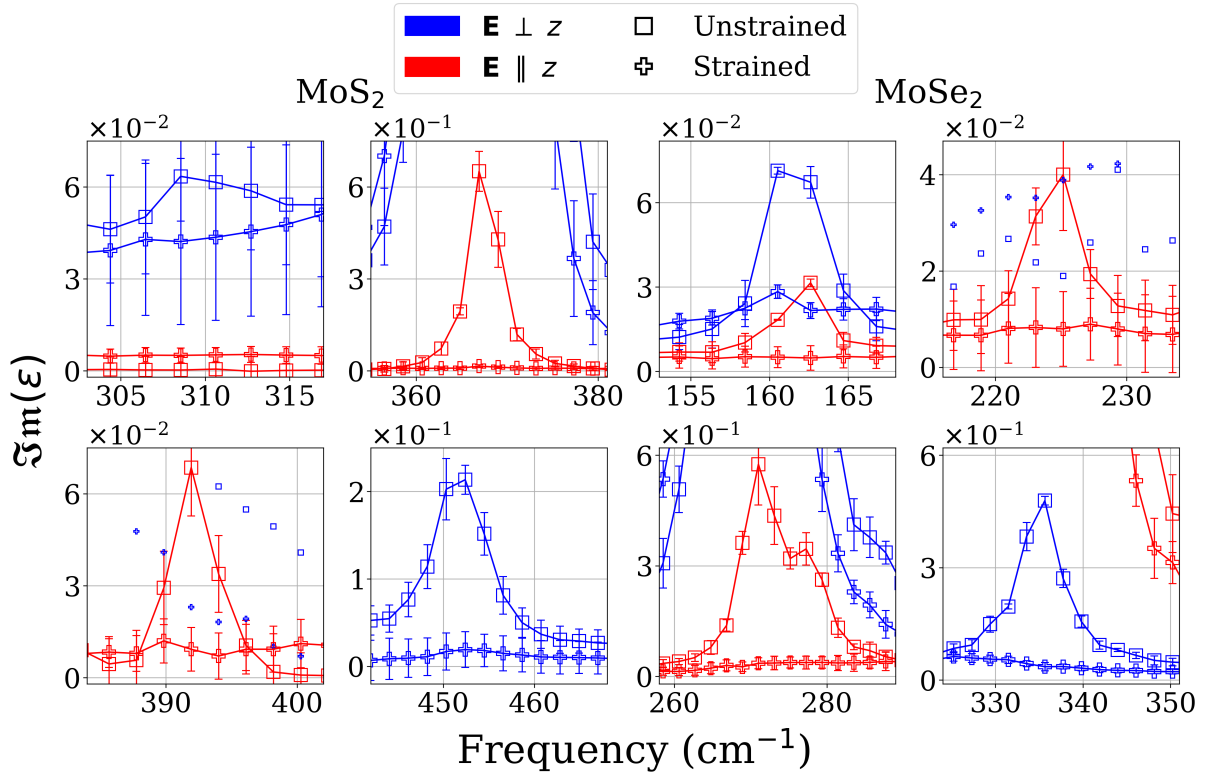 E ⊥ z Unstrained
E ∥ z Strained
MoS₂ MoSe₂
×10⁻² ×10⁻¹ ×10⁻² ×10⁻²
6 6 6 4
3 3 3 2
0 0 0 0
305 310 315 360 370 380 155 160 165 220 230
×10⁻² ×10⁻¹ ×10⁻¹ ×10⁻¹
6 2 6 6
3 1 3 3
0 0 0 0
390 400 450 460 260 280 330 340 350
ℑm(ε)
Frequency (cm⁻¹)